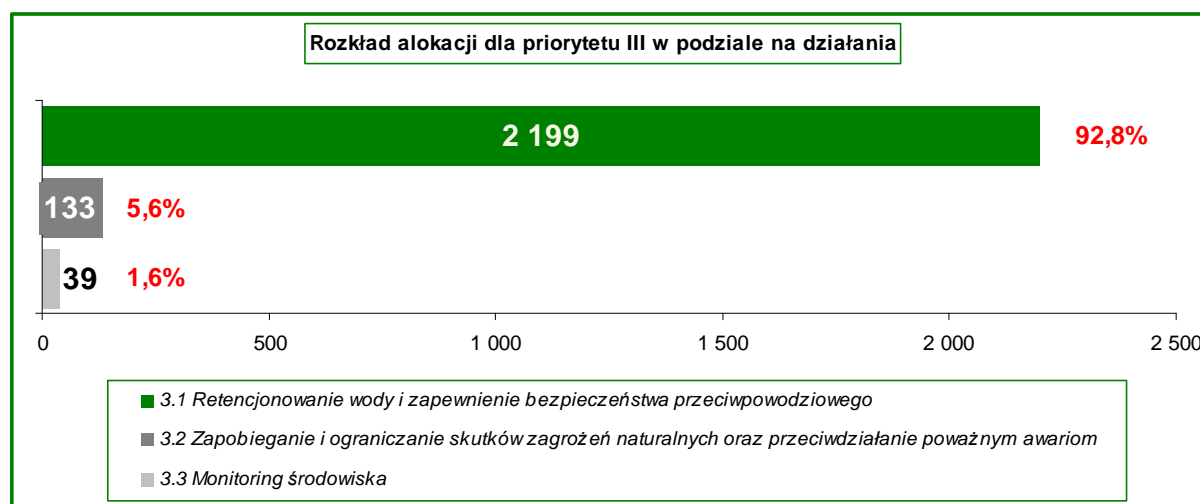 Rozkład alokacji dla priorytetu III w podziale na działania
2 199 92,8%
133 5,6%
39 1,6%
0 500 1 000 1 500 2 000 2 500
3.1 Retencjonowanie wody i zapewnienie bezpieczeństwa przeciwpowodziowego
3.2 Zapobieganie i ograniczanie skutków zagrożeń naturalnych oraz przeciwdziałanie poważnym awariom
3.3 Monitoring środowiska